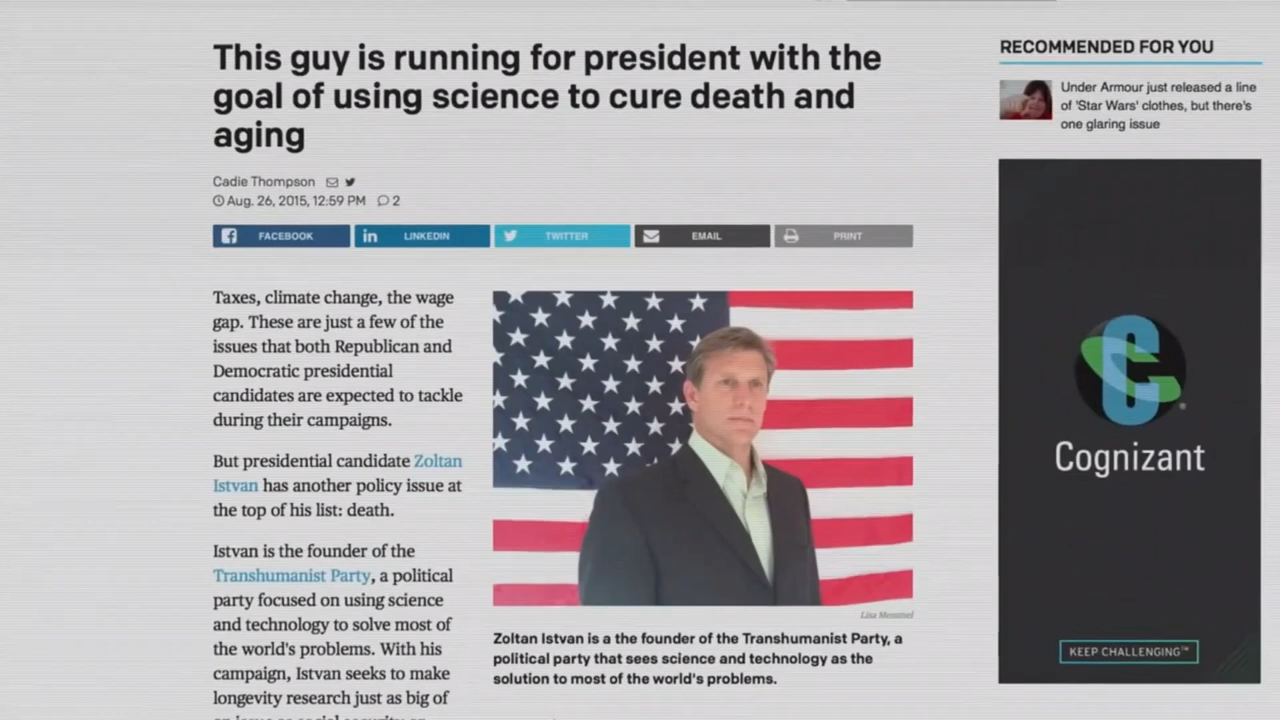 This guy is running for president with the
goal of using science to cure death and
aging
Cadie Thompson
Aug. 26, 2015, 12:59 PM 2
FACEBOOK
LINKEDIN
TWITTER
EMAIL
PRINT
Taxes, climate change, the wage
gap. These are just a few of the
issues that both Republican and
Democratic presidential
candidates are expected to tackle
during their campaigns.
But presidential candidate Zoltan
Istvan has another policy issue at
the top of his list: death.
Istvan is the founder of the
Transhumanist Party, a political
party focused on using science
and technology to solve most of
the world's problems. With his
campaign, Istvan seeks to make
longevity research just as big of
Lisa Memmel
Zoltan Istvan is a the founder of the Transhumanist Party, a
political party that sees science and technology as the
solution to most of the world's problems.
RECOMMENDED FOR YOU
Under Armour just released a line
of 'Star Wars' clothes, but there's
one glaring issue
Cognizant
KEEP CHALLENGING™